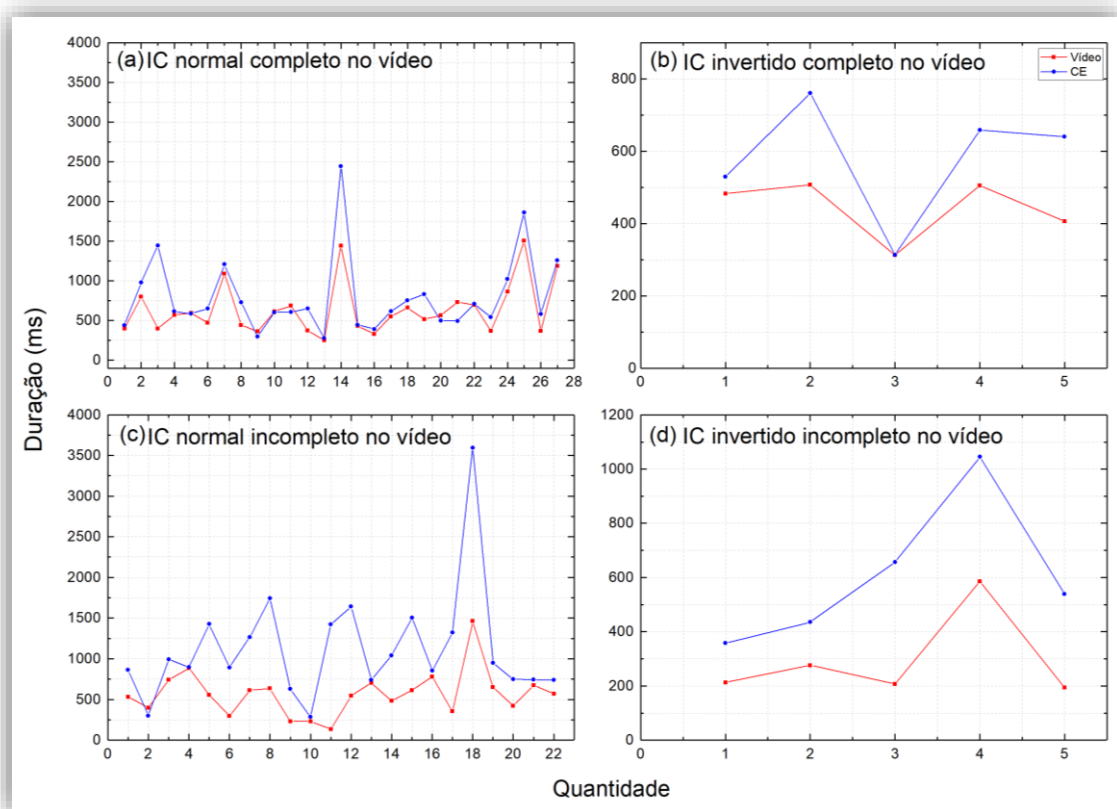 (a) IC normal completo no vídeo
4000
3500
3000
2500
2000
1500
1000
500
0
0 2 4 6 8 10 12 14 16 18 20 22 24 26 28
(b) IC invertido completo no vídeo
Vídeo
CE
800
600
400
200
0
0 1 2 3 4 5
Duração (ms)
(c) IC normal incompleto no vídeo
4000
3500
3000
2500
2000
1500
1000
500
0
0 2 4 6 8 10 12 14 16 18 20 22
(d) IC invertido incompleto no vídeo
1200
1000
800
600
400
200
0
0 1 2 3 4 5
Quantidade